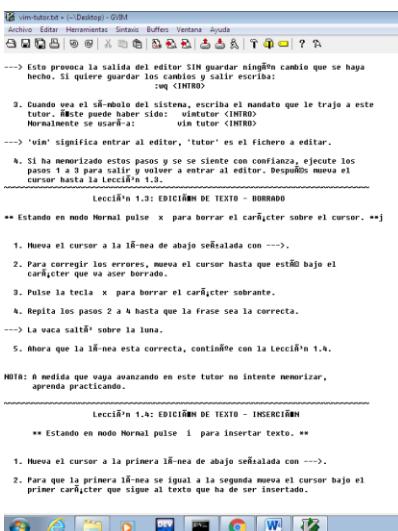 vim-tutor.txt + (~\Desktop) - GVIM
Archivo Editar Herramientas Sintaxis Buffers Ventana Ayuda
---> Esto provoca la salida del editor SIN guardar ningÃºn cambio que se haya
hecho. Si quiere guardar los cambios y salir escriba:
:wq <INTRO>
3. Cuando vea el sÃ­mbolo del sistema, escriba el mandato que le trajo a este
tutor. Ã‰ste puede haber sido: vimtutor <INTRO>
Normalmente se usarÃ­a: vim tutor <INTRO>
---> 'vim' significa entrar al editor, 'tutor' es el fichero a editar.
4. Si ha memorizado estos pasos y se se siente con confianza, ejecute los
pasos 1 a 3 para salir y volver a entrar al editor. DespuÃ©s mueva el
cursor hasta la LecciÃ³n 1.3.
~~~~~~~~~~~~~~~~~~~~~~~~~~~~~~~~~~~~~~~~~~~~~~~~~~~~~~~~~~~~~~~~~~~~~~~~~~~~~~
LecciÃ³n 1.3: EDICIÃ“N DE TEXTO - BORRADO
** Estando en modo Normal pulse x para borrar el carÃ¡cter sobre el cursor. **j
1. Mueva el cursor a la lÃ­nea de abajo seÃ±alada con --->.
2. Para corregir los errores, mueva el cursor hasta que estÃ© bajo el
carÃ¡cter que va aser borrado.
3. Pulse la tecla x para borrar el carÃ¡cter sobrante.
4. Repita los pasos 2 a 4 hasta que la frase sea la correcta.
---> La vaca saltÃ³ sobre la luna.
5. Ahora que la lÃ­nea esta correcta, continÃºe con la LecciÃ³n 1.4.
NOTA: A medida que vaya avanzando en este tutor no intente memorizar,
aprenda practicando.
~~~~~~~~~~~~~~~~~~~~~~~~~~~~~~~~~~~~~~~~~~~~~~~~~~~~~~~~~~~~~~~~~~~~~~~~~~~~~~
LecciÃ³n 1.4: EDICIÃ“N DE TEXTO - INSERCIÃ“N
** Estando en modo Normal pulse i para insertar texto. **
1. Mueva el cursor a la primera lÃ­nea de abajo seÃ±alada con --->.
2. Para que la primera lÃ­nea se igual a la segunda mueva el cursor bajo el
primer carÃ¡cter que sigue al texto que ha de ser insertado.